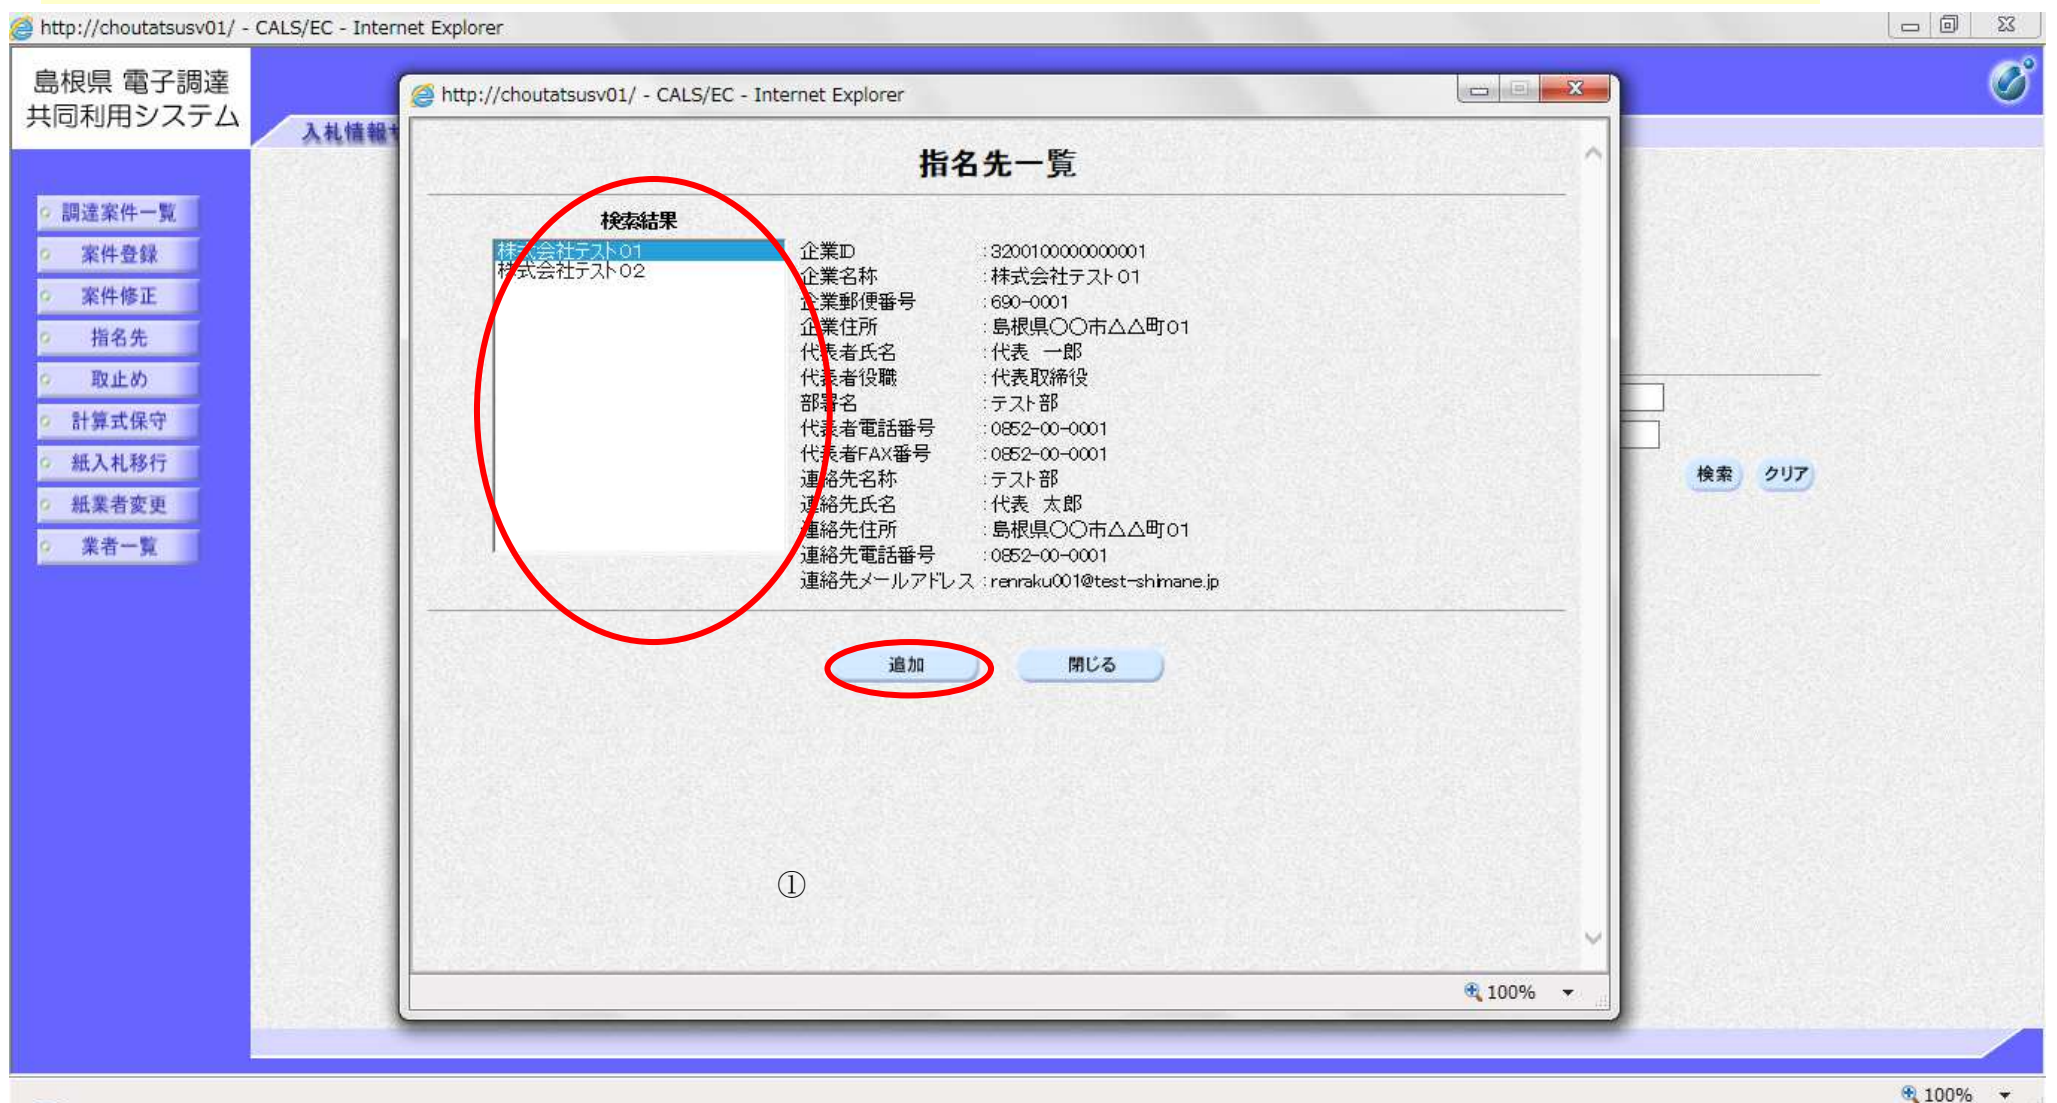 http://choutatsusv01/ - CALS/EC - Internet Explorer
島根県 電子調達
共同利用システム
入札情報サ
調達案件一覧
案件登録
案件修正
指名先
取止め
計算式保守
紙入札移行
紙業者変更
業者一覧
http://choutatsusv01/ - CALS/EC - Internet Explorer
指名先一覧
検索結果
株式会社テスト01
株式会社テスト02
企業ID :3200100000000001
企業名称 :株式会社テスト01
企業郵便番号 :690-0001
企業住所 :島根県〇〇市△△町01
代表者氏名 :代表 一郎
代表者役職 :代表取締役
部署名 :テスト部
代表者電話番号 :0852-00-0001
代表者FAX番号 :0852-00-0001
連絡先名称 :テスト部
連絡先氏名 :代表 太郎
連絡先住所 :島根県〇〇市△△町01
連絡先電話番号 :0852-00-0001
連絡先メールアドレス :renraku001@test-shimane.jp
追加 閉じる
①
100%
検索 クリア
100%